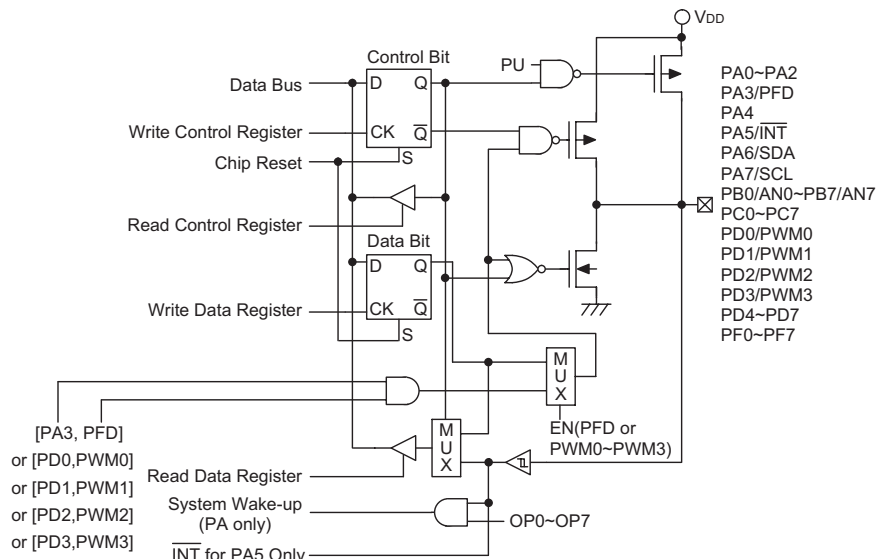 VDD
Control Bit
PU
Data Bus
D
Q
Write Control Register
CK
Q
Chip Reset
S
Read Control Register
Data Bit
D
Q
Write Data Register
CK
Q
S
M
U
X
EN(PFD or
PWM0~PWM3)
[PA3, PFD]
or [PD0,PWM0]
or [PD1,PWM1]
or [PD2,PWM2]
or [PD3,PWM3]
M
U
X
Read Data Register
System Wake-up
(PA only)
OP0~OP7
INT for PA5 Only
PA0~PA2
PA3/PFD
PA4
PA5/INT
PA6/SDA
PA7/SCL
PB0/AN0~PB7/AN7
PC0~PC7
PD0/PWM0
PD1/PWM1
PD2/PWM2
PD3/PWM3
PD4~PD7
PF0~PF7